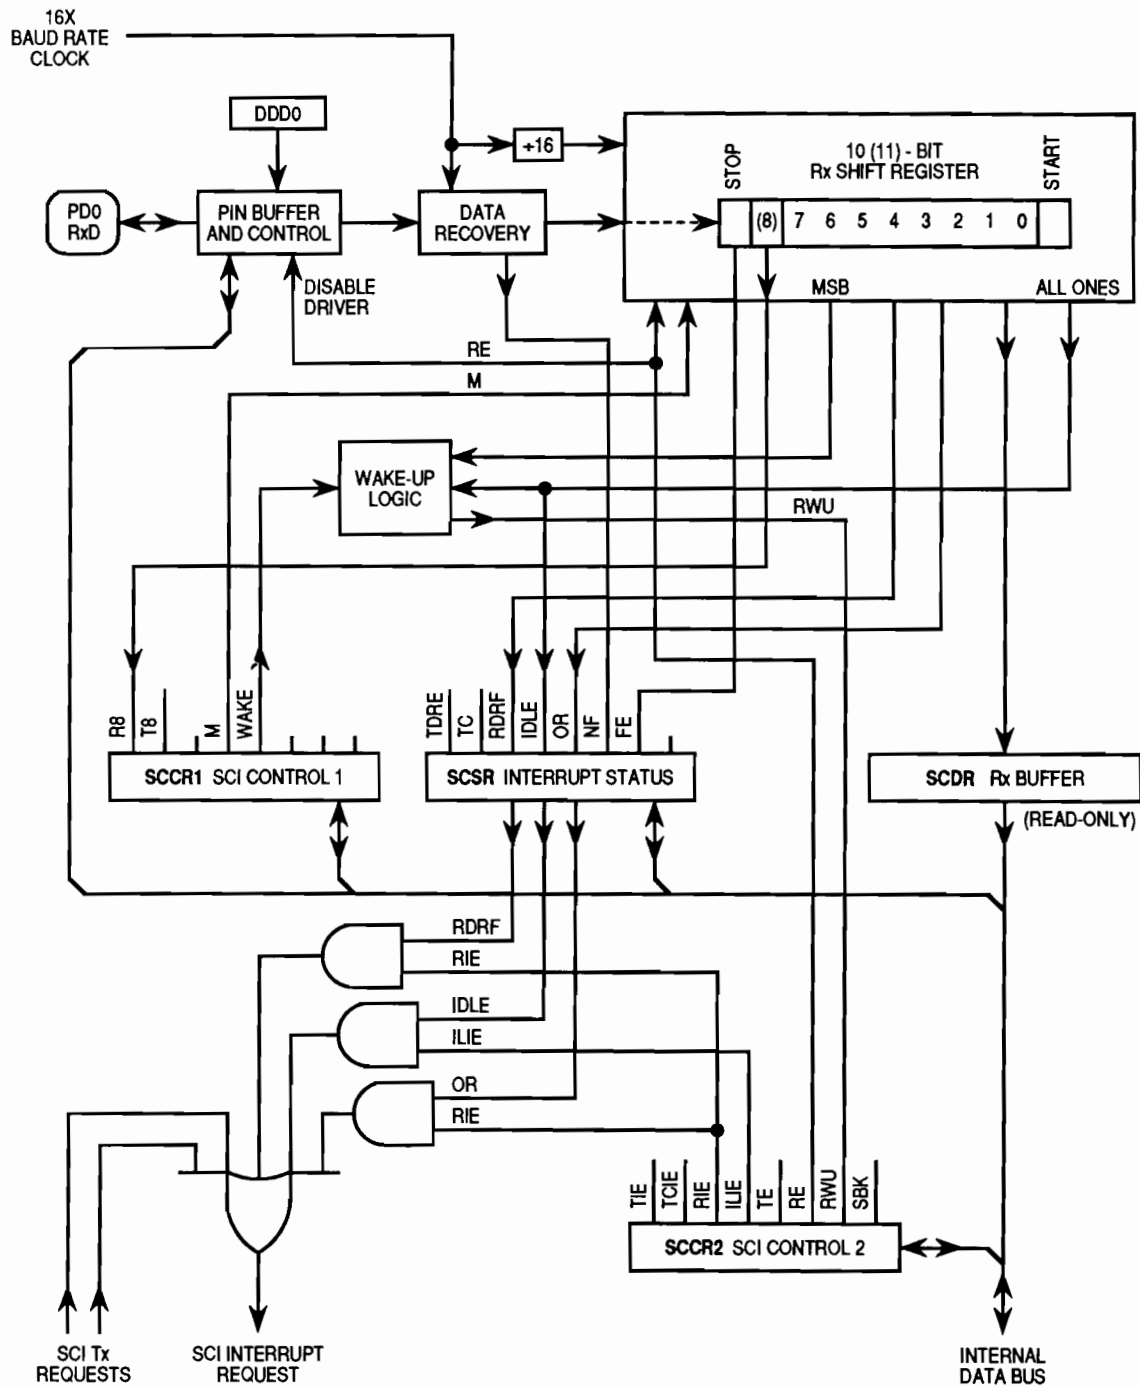 16X
BAUD RATE
CLOCK
DDD0
÷16
PD0
RxD
PIN BUFFER
AND CONTROL
DATA
RECOVERY
10 (11) - BIT
Rx SHIFT REGISTER
STOP
START
(8) 7 6 5 4 3 2 1 0
MSB
ALL ONES
DISABLE
DRIVER
RE
M
WAKE-UP
LOGIC
RWU
R8
T8
M
WAKE
TDRE
TC
RDRF
IDLE
OR
NF
FE
SCCR1 SCI CONTROL 1
SCSR INTERRUPT STATUS
SCDR Rx BUFFER
(READ-ONLY)
RDRF
RIE
IDLE
ILIE
OR
RIE
TIE
TCIE
RIE
ILIE
TE
RE
RWU
SBK
SCCR2 SCI CONTROL 2
SCI Tx
REQUESTS
SCI INTERRUPT
REQUEST
INTERNAL
DATA BUS